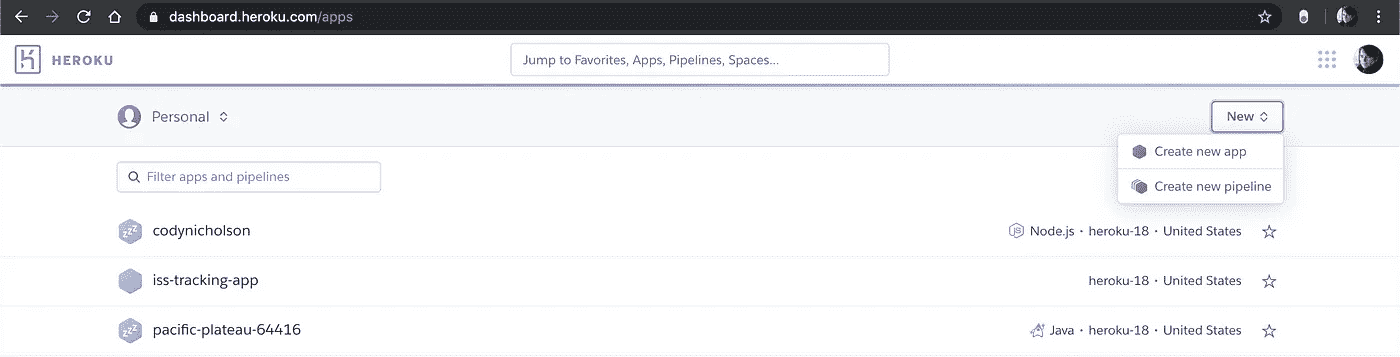 dashboard.heroku.com/apps
HEROKU
Jump to Favorites, Apps, Pipelines, Spaces...
Personal
New
Create new app
Create new pipeline
Filter apps and pipelines
codynicholson
Node.js · heroku-18 · United States
iss-tracking-app
heroku-18 · United States
pacific-plateau-64416
Java · heroku-18 · United States